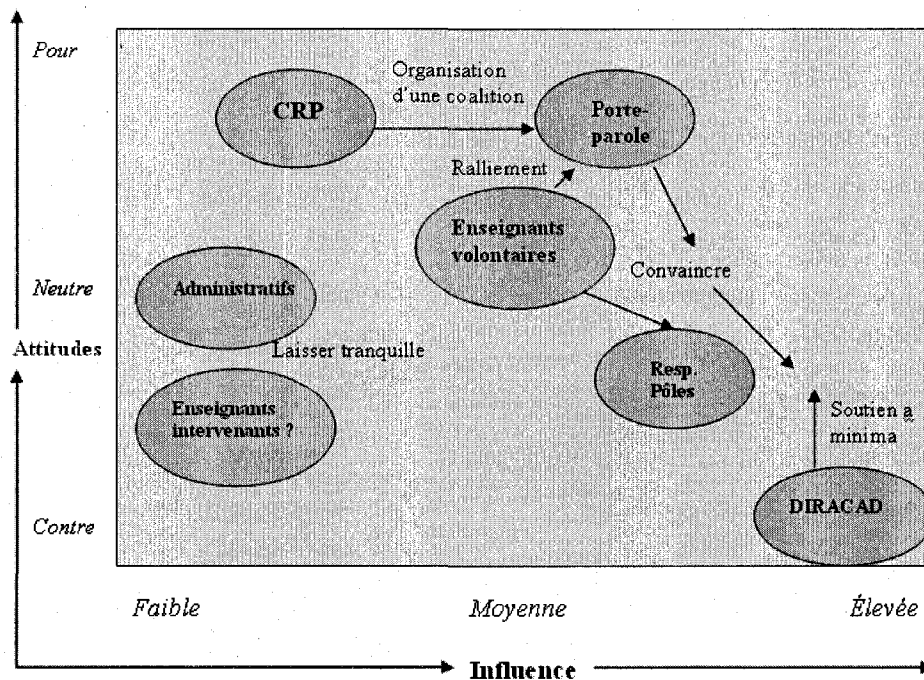 Pour
Organisation
d'une coalition
CRP
Porte-
parole
Ralliement
Enseignants
volontaires
Convaincre
Neutre
Administratifs
Attitudes
Laisser tranquille
Resp.
Pôles
Enseignants
intervenants ?
Soutien a
minima
DIRACAD
Contre
Faible
Moyenne
Élevée
Influence